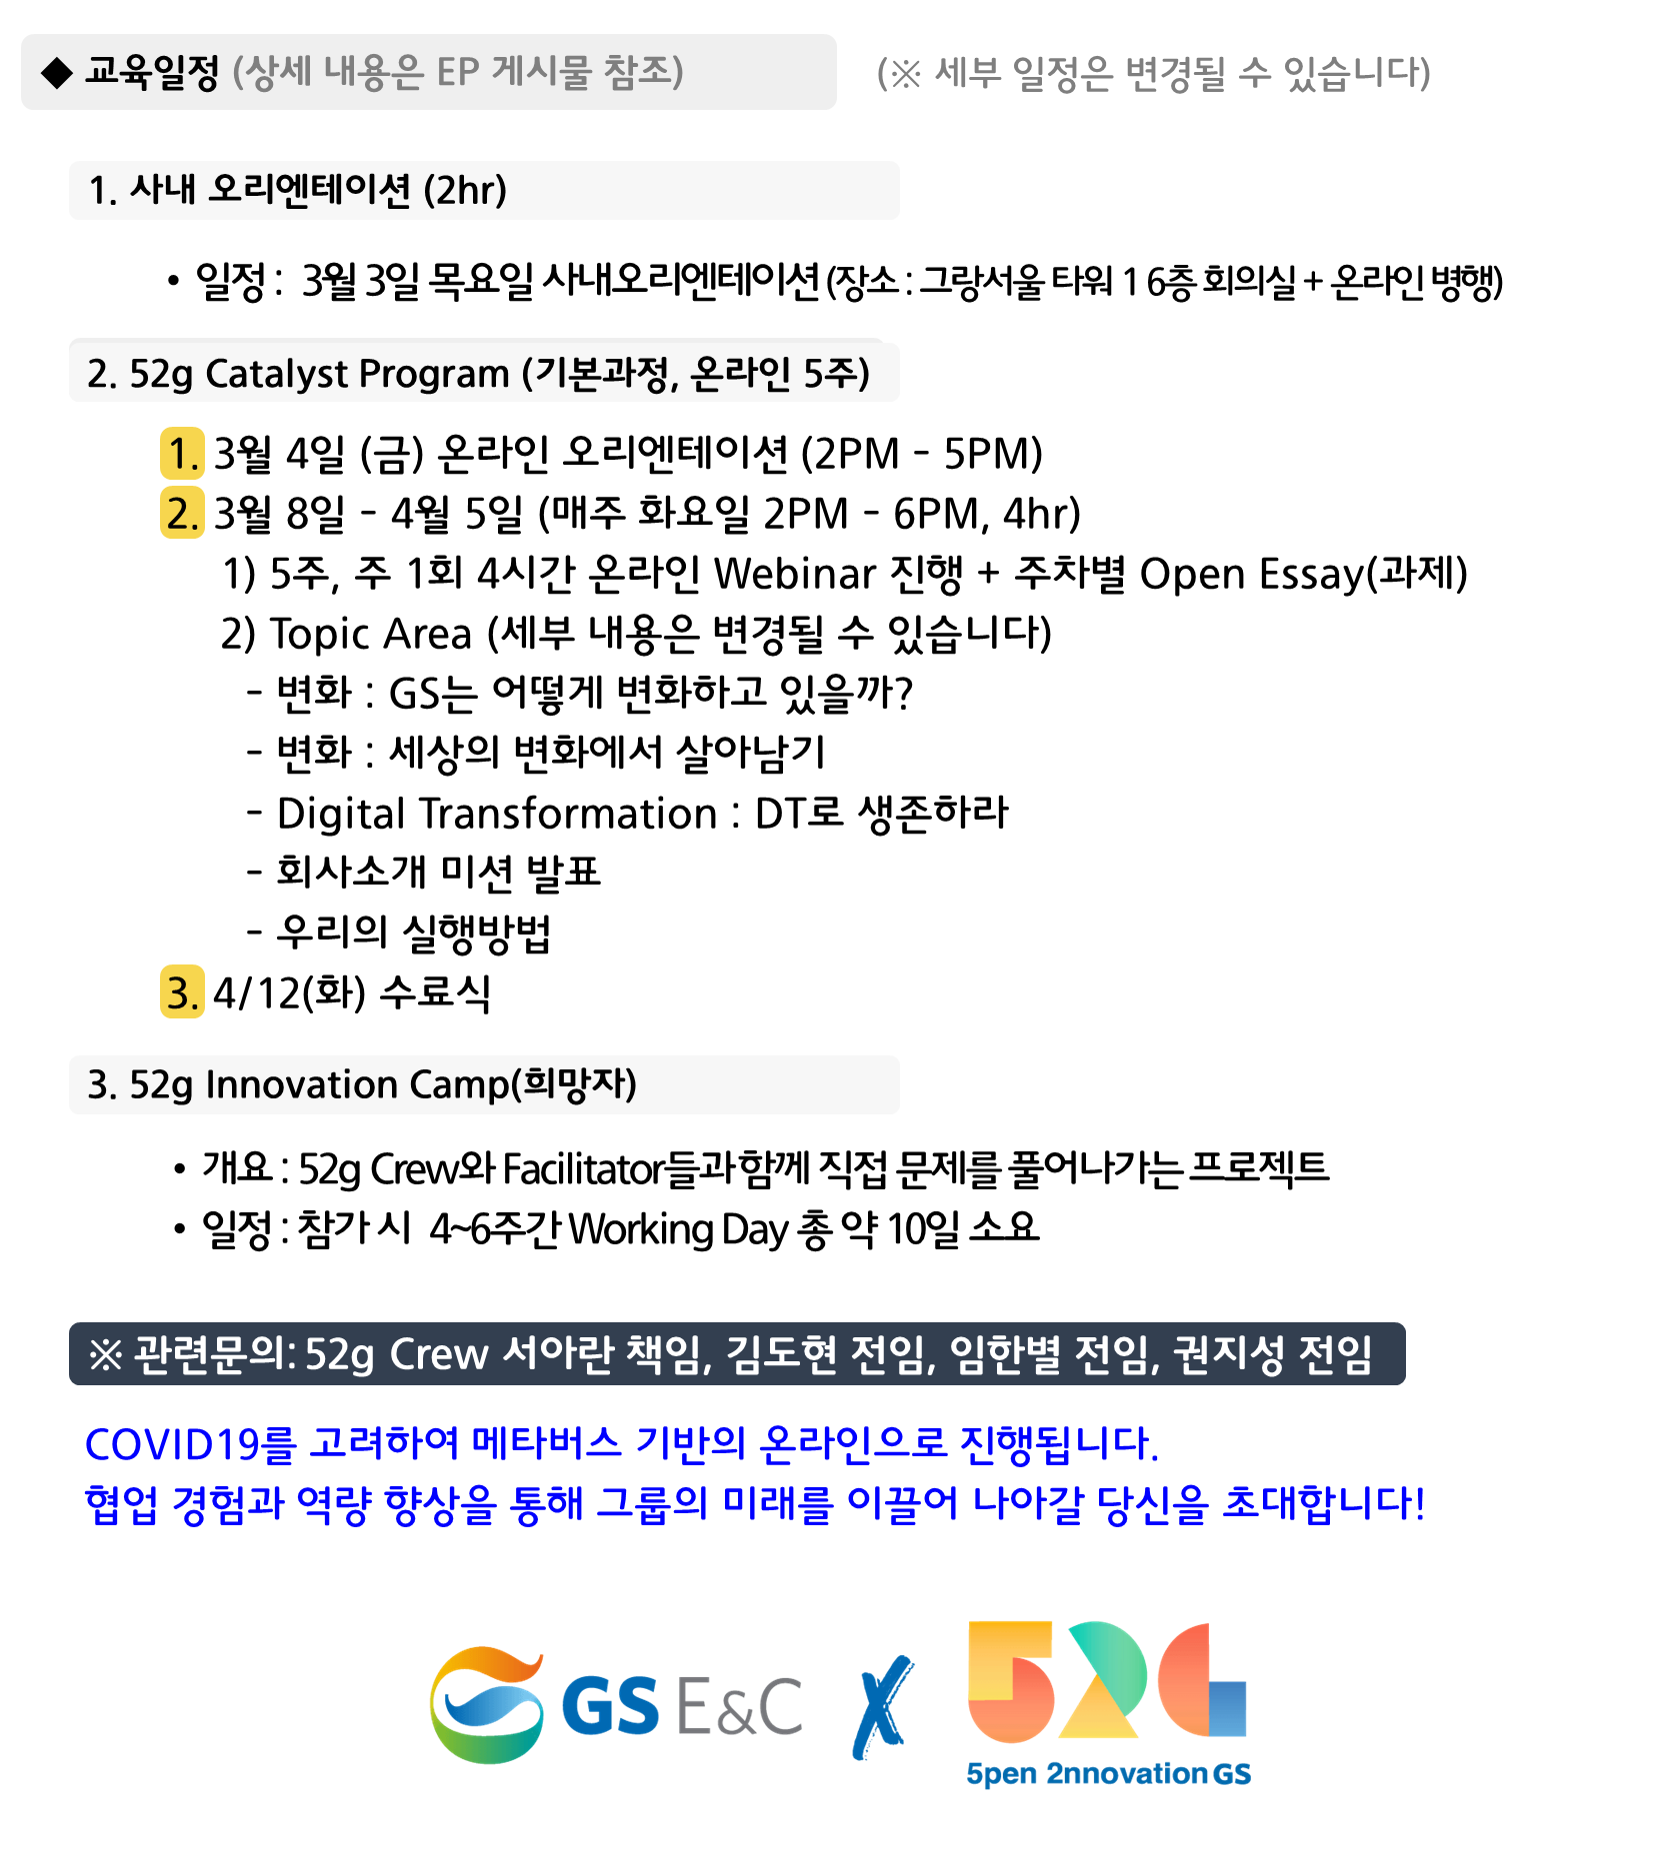 ◆ 교육일정 (상세 내용은 EP 게시물 참조) (※ 세부 일정은 변경될 수 있습니다)
1. 사내 오리엔테이션 (2hr)
• 일정 : 3월 3일 목요일 사내오리엔테이션 (장소 : 그랑서울 타워 1 6층 회의실 + 온라인 병행)
2. 52g Catalyst Program (기본과정, 온라인 5주)
1. 3월 4일 (금) 온라인 오리엔테이션 (2PM - 5PM)
2. 3월 8일 - 4월 5일 (매주 화요일 2PM - 6PM, 4hr)
1) 5주, 주 1회 4시간 온라인 Webinar 진행 + 주차별 Open Essay(과제)
2) Topic Area (세부 내용은 변경될 수 있습니다)
- 변화 : GS는 어떻게 변화하고 있을까?
- 변화 : 세상의 변화에서 살아남기
- Digital Transformation : DT로 생존하라
- 회사소개 미션 발표
- 우리의 실행방법
3. 4/12(화) 수료식
3. 52g Innovation Camp(희망자)
• 개요 : 52g Crew와 Facilitator들과 함께 직접 문제를 풀어나가는 프로젝트
• 일정 : 참가 시 4~6주간 Working Day 총 약 10일 소요
※ 관련문의: 52g Crew 서아란 책임, 김도현 전임, 임한별 전임, 권지성 전임
COVID19를 고려하여 메타버스 기반의 온라인으로 진행됩니다.
협업 경험과 역량 향상을 통해 그룹의 미래를 이끌어 나아갈 당신을 초대합니다!
GS E&C X 52G
5pen 2nnovation GS